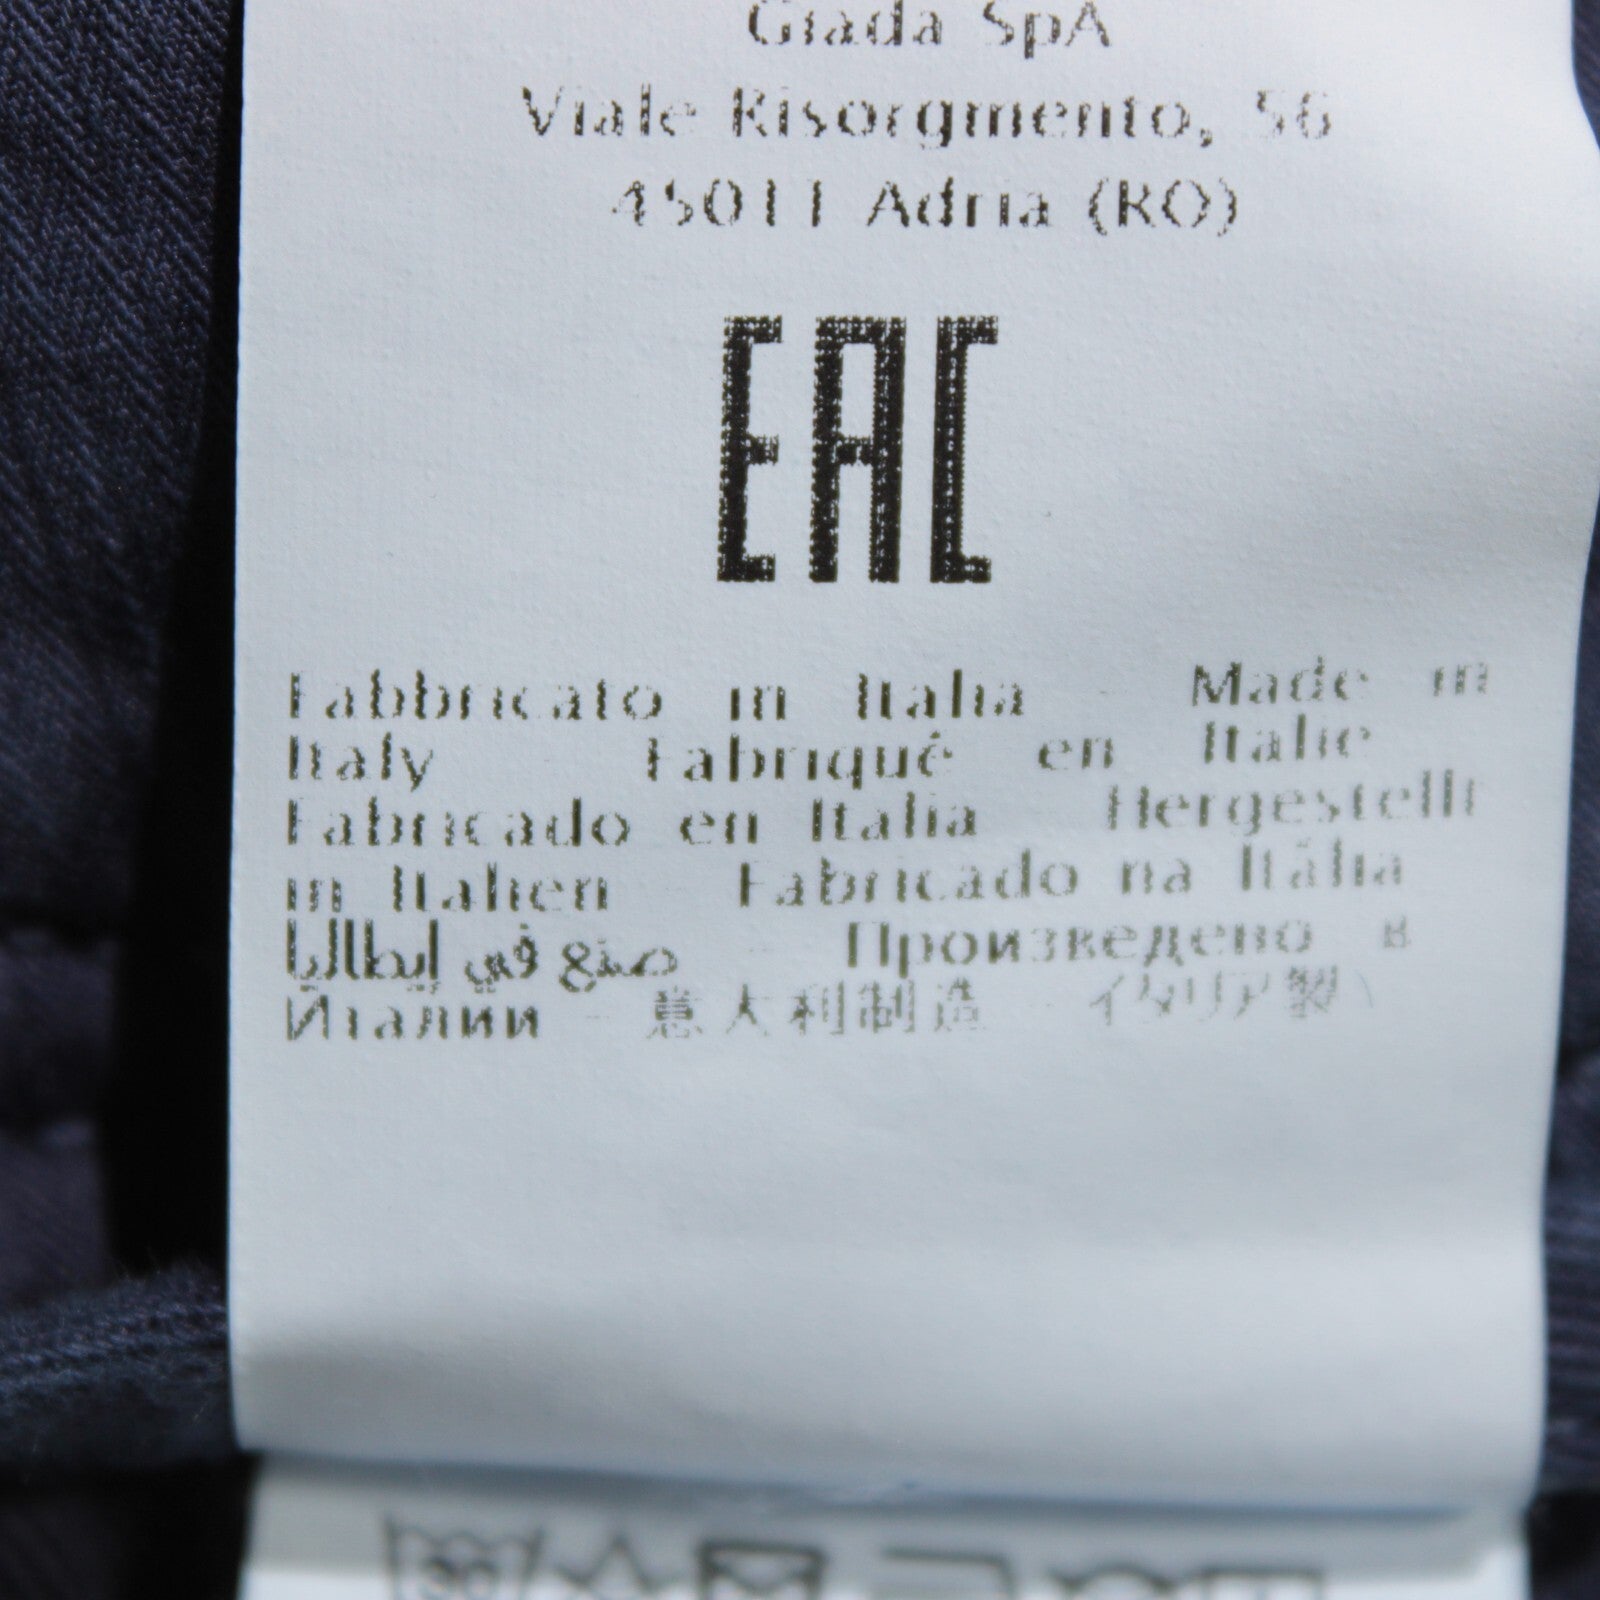 Giada SpA
Viale Risorgmento, 56
45011 Adria (RO)
EAC
Fabbricato in Italia Made in
Italy Fabriqué en Italie
Fabricado en Italia Hergestellt
in Italien Fabricado na Itália
صنع في إيطاليا - Произведено в
Италии - 意大利制造 - イタリア製
30